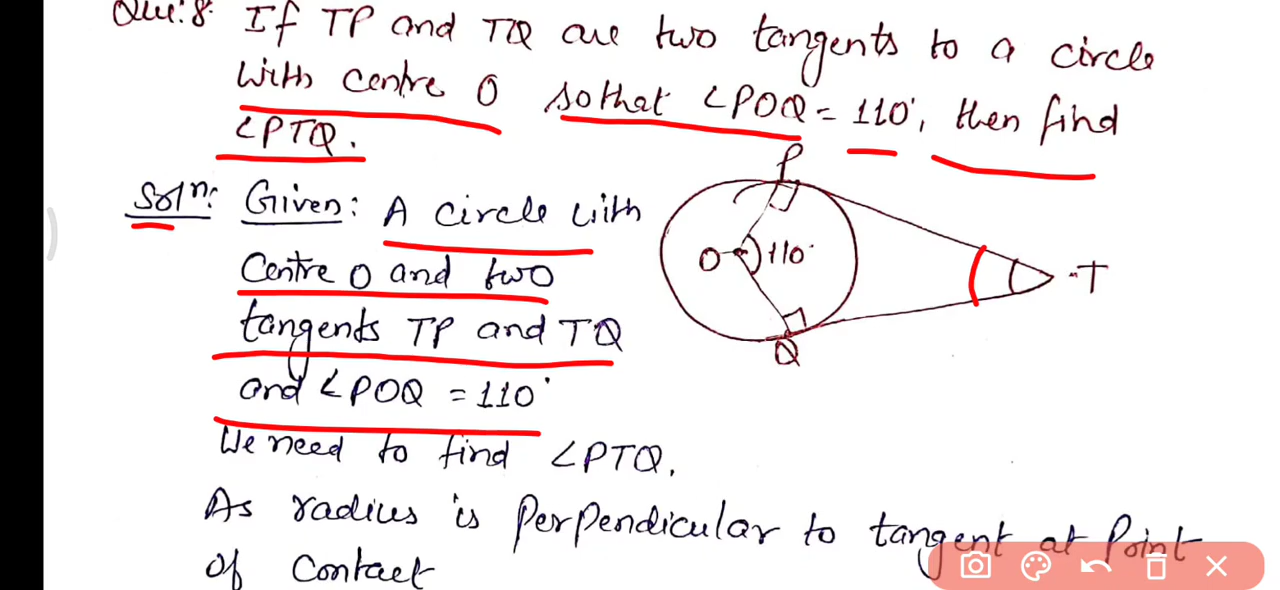 Que:8. If TP and TQ are two tangents to a circle
with centre O so that ∠POQ = 110°, then find
∠PTQ.
Solⁿ: Given: A circle with
Centre O and two
tangents TP and TQ
and ∠POQ = 110°
We need to find ∠PTQ.
As radius is perpendicular to tangent at Point
of Contact
P
O
110°
T
Q